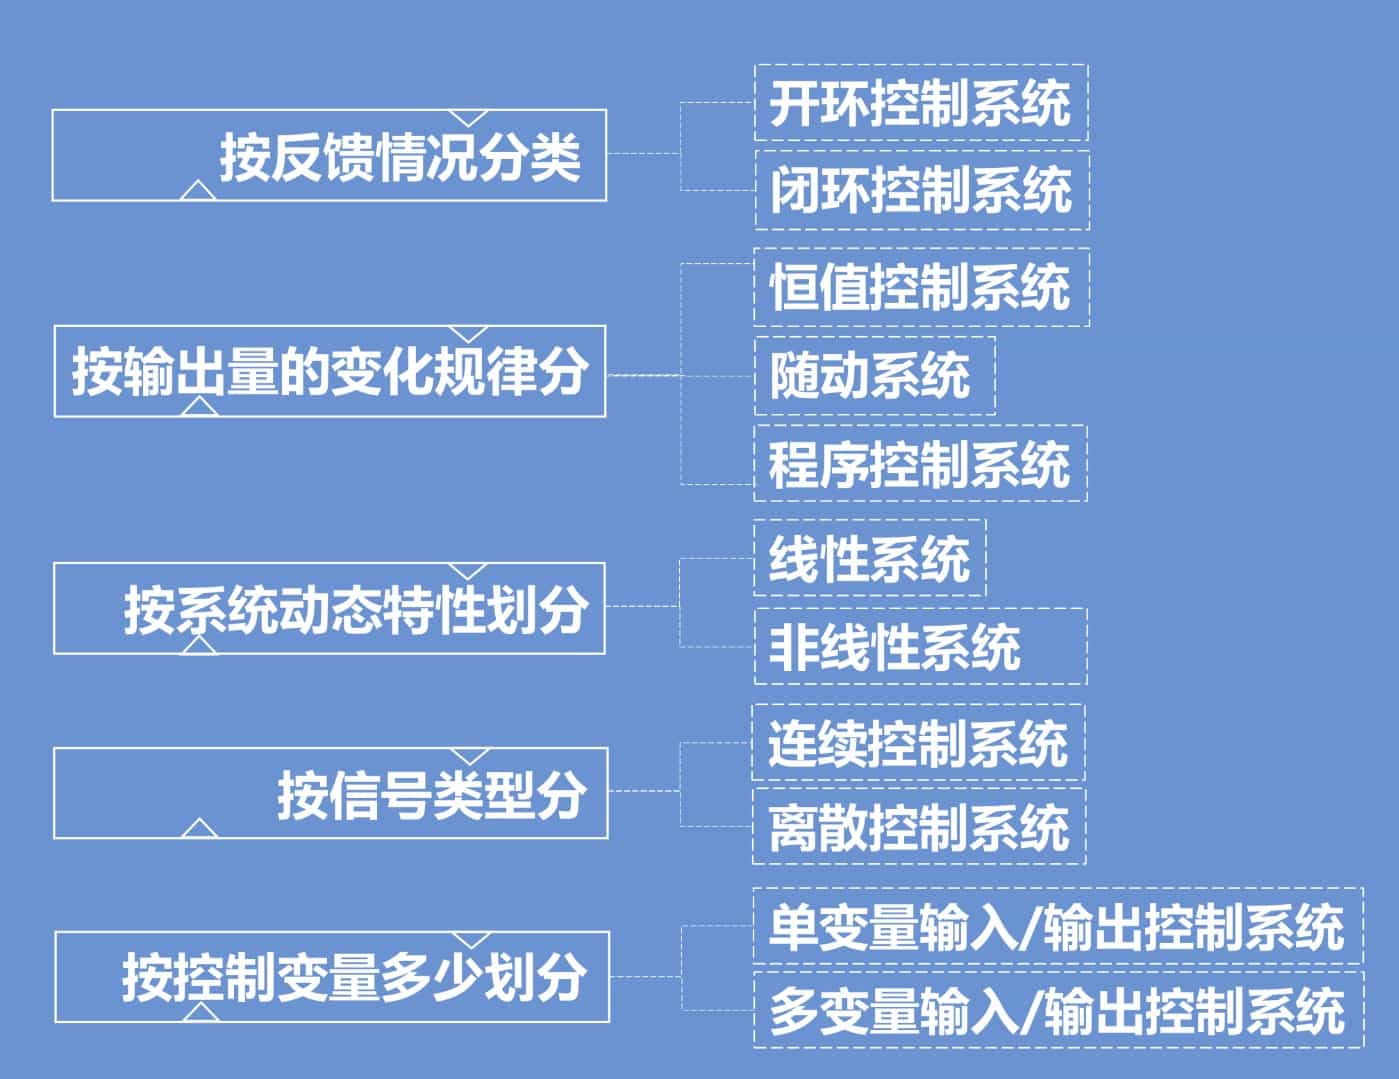 按反馈情况分类
开环控制系统
闭环控制系统
按输出量的变化规律分
恒值控制系统
随动系统
程序控制系统
按系统动态特性划分
线性系统
非线性系统
按信号类型分
连续控制系统
离散控制系统
按控制变量多少划分
单变量输入/输出控制系统
多变量输入/输出控制系统